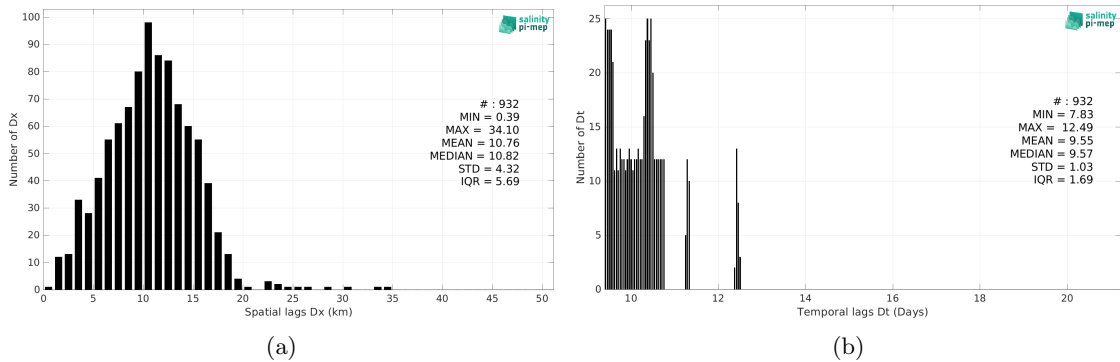 100
90
80
70
60
50
40
30
20
10
0
Number of Dx
salinity
pi-mep
# : 932
MIN = 0.39
MAX = 34.10
MEAN = 10.76
MEDIAN = 10.82
STD = 4.32
IQR = 5.69
0 5 10 15 20 25 30 35 40 45 50
Spatial lags Dx (km)
(a)
25
20
15
10
5
0
Number of Dt
salinity
pi-mep
# : 932
MIN = 7.83
MAX = 12.49
MEAN = 9.55
MEDIAN = 9.57
STD = 1.03
IQR = 1.69
10 12 14 16 18 20
Temporal lags Dt (Days)
(b)